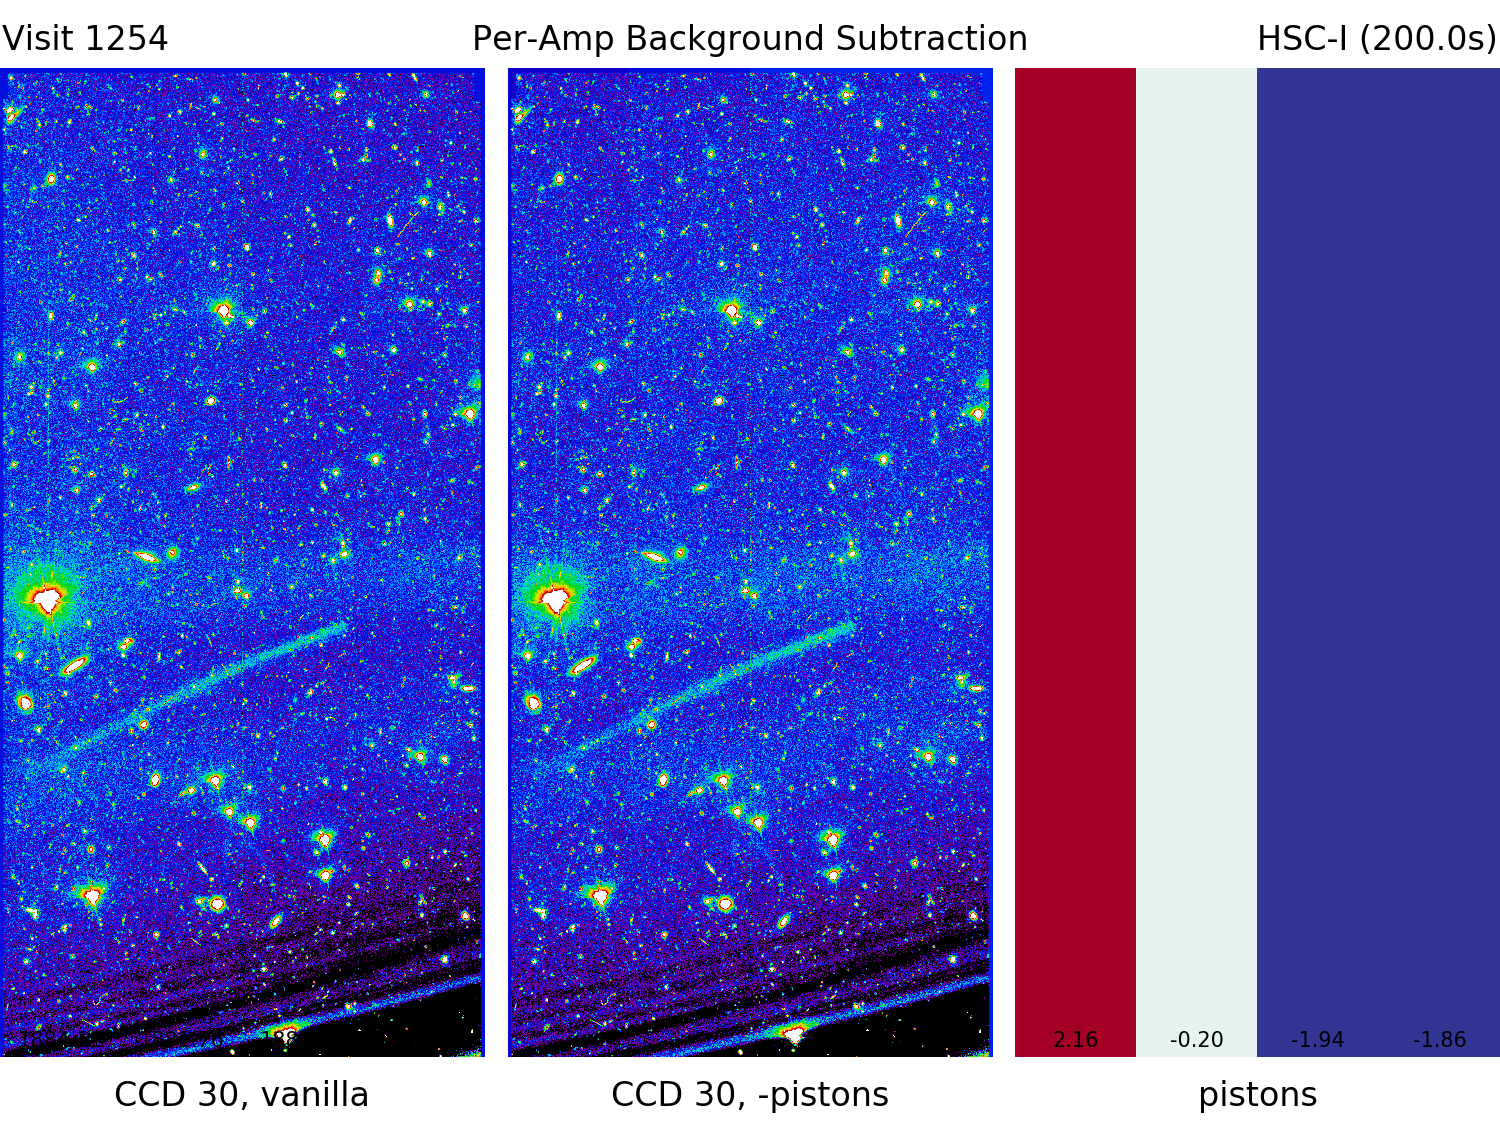 Visit 1254 Per-Amp Background Subtraction HSC-I (200.0s)
2.16 -0.20 -1.94 -1.86
CCD 30, vanilla CCD 30, -pistons pistons